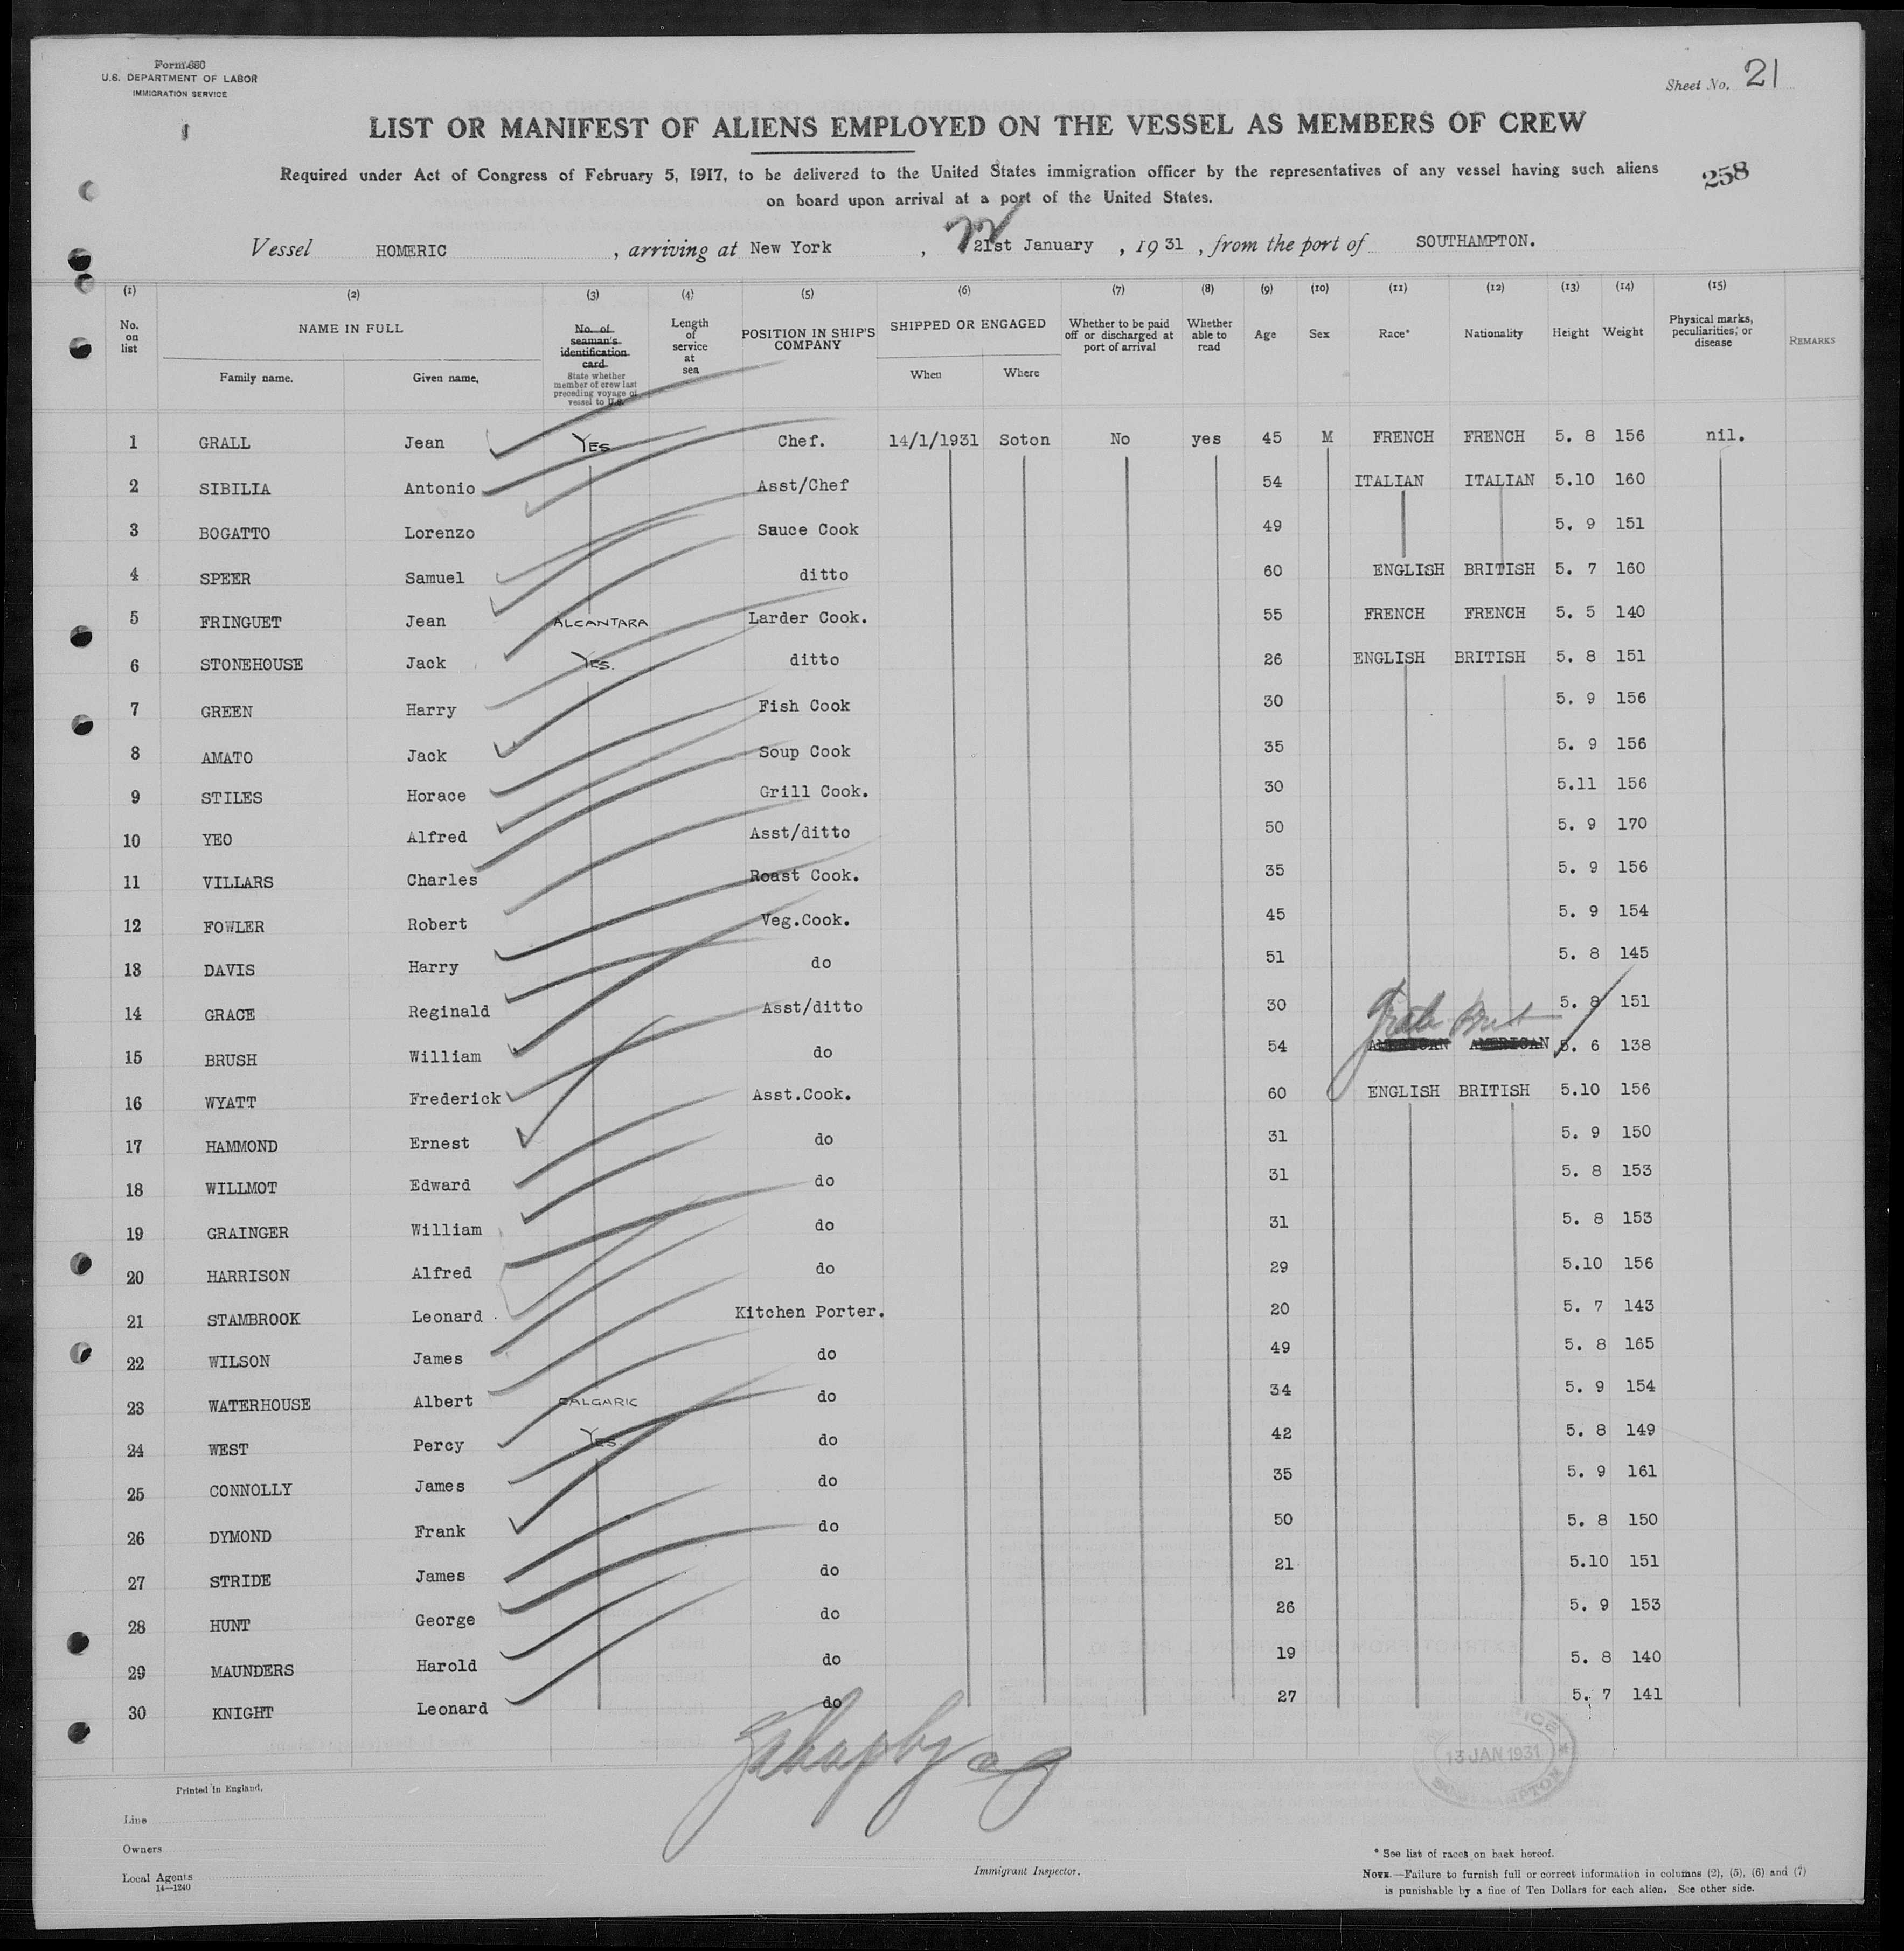 Form 680
U.S. DEPARTMENT OF LABOR
IMMIGRATION SERVICE
Sheet No. 21
LIST OR MANIFEST OF ALIENS EMPLOYED ON THE VESSEL AS MEMBERS OF CREW
Required under Act of Congress of February 5, 1917, to be delivered to the United States immigration officer by the representatives of any vessel having such aliens
on board upon arrival at a port of the United States.
258
Vessel HOMERIC , arriving at New York , 22 21st January , 1931 , from the port of SOUTHAMPTON.
(1) (2) (3) (4) (5) (6) (7) (8) (9) (10) (11) (12) (13) (14) (15)
No. on list NAME IN FULL Family name. Given name. No. of seaman's identification card. State whether member of crew last preceding voyage of vessel to U.S. Length of service at sea POSITION IN SHIP'S COMPANY SHIPPED OR ENGAGED When Where Whether to be paid off or discharged at port of arrival Whether able to read Age Sex Race* Nationality Height Weight Physical marks, peculiarities, or disease REMARKS
1 GRALL Jean YES Chef. 14/1/1931 Soton No yes 45 M FRENCH FRENCH 5. 8 156 nil.
2 SIBILIA Antonio Asst/Chef 54 ITALIAN ITALIAN 5.10 160
3 BOGATTO Lorenzo Sauce Cook 49 5. 9 151
4 SPEER Samuel ditto 60 ENGLISH BRITISH 5. 7 160
5 FRINGUET Jean ALCANTARA Larder Cook. 55 FRENCH FRENCH 5. 5 140
6 STONEHOUSE Jack YES. ditto 26 ENGLISH BRITISH 5. 8 151
7 GREEN Harry Fish Cook 30 5. 9 156
8 AMATO Jack Soup Cook 35 5. 9 156
9 STILES Horace Grill Cook. 30 5.11 156
10 YEO Alfred Asst/ditto 50 5. 9 170
11 VILLARS Charles Roast Cook. 35 5. 9 156
12 FOWLER Robert Veg.Cook. 45 5. 9 154
13 DAVIS Harry do 51 5. 8 145
14 GRACE Reginald Asst/ditto 30 5. 8 151
15 BRUSH William do 54 AMERICAN AMERICAN 5. 6 138
16 WYATT Frederick Asst.Cook. 60 ENGLISH BRITISH 5.10 156
17 HAMMOND Ernest do 31 5. 9 150
18 WILLMOT Edward do 31 5. 8 153
19 GRAINGER William do 31 5. 8 153
20 HARRISON Alfred do 29 5.10 156
21 STAMBROOK Leonard Kitchen Porter. 20 5. 7 143
22 WILSON James do 49 5. 8 165
23 WATERHOUSE Albert CALGARIC do 34 5. 9 154
24 WEST Percy YES. do 42 5. 8 149
25 CONNOLLY James do 35 5. 9 161
26 DYMOND Frank do 50 5. 8 150
27 STRIDE James do 21 5.10 151
28 HUNT George do 26 5. 9 153
29 MAUNDERS Harold do 19 5. 8 140
30 KNIGHT Leonard do 27 5. 7 141
13 JAN 1931
SOUTHAMPTON
Printed in England.
Line
Owners
Local Agents
14—1240
Immigrant Inspector.
* See list of races on back hereof.
NOTE.—Failure to furnish full or correct information in columns (2), (5), (6) and (7)
is punishable by a fine of Ten Dollars for each alien. See other side.